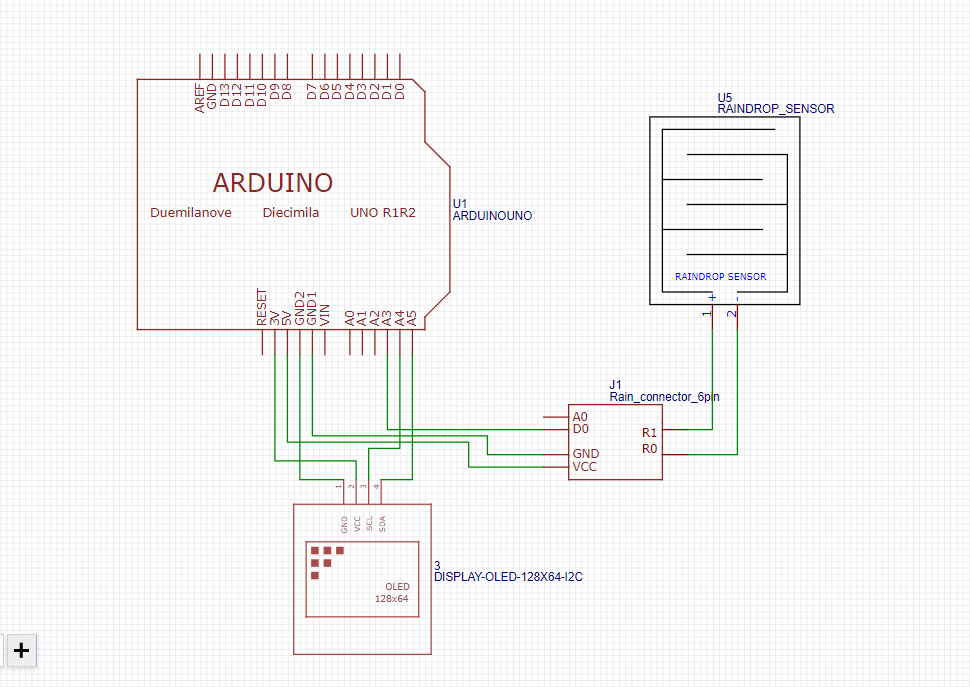 AREF GND D13 D12 D11 D10 D9 D8 D7 D6 D5 D4 D3 D2 D1 D0
ARDUINO
Duemilanove Diecimila UNO R1R2
U1
ARDUINOUNO
RESET 3V 5V GND2 GND1 VIN A0 A1 A2 A3 A4 A5
U5
RAINDROP_SENSOR
RAINDROP SENSOR
+ -
1 2
J1
Rain_connector_6pin
A0
D0
GND
VCC
R1
R0
1 2 3 4
GND VCC SCL SDA
OLED
128x64
3
DISPLAY-OLED-128X64-I2C
+